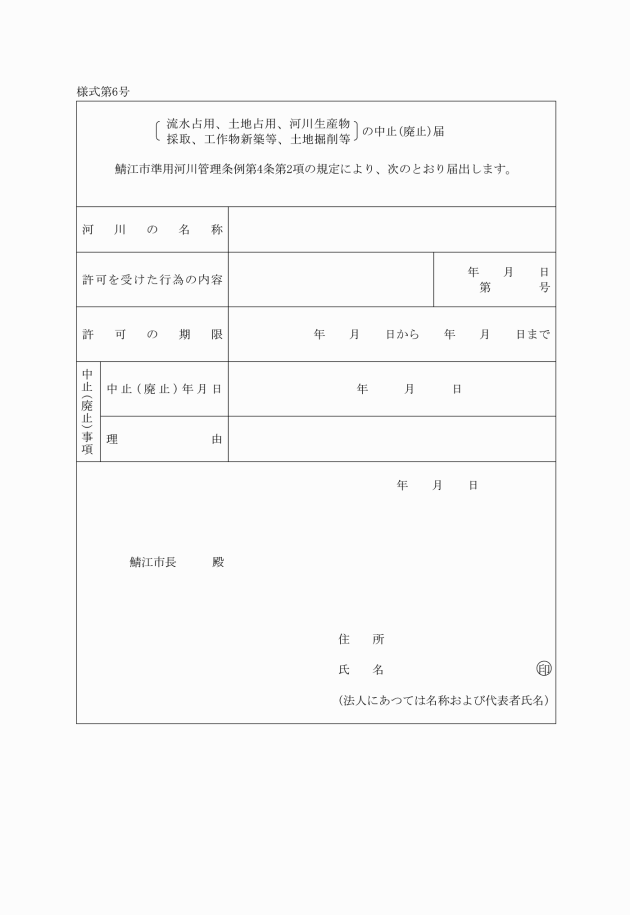 様式第6号
流水占用、土地占用、河川生産物
採取、工作物新築等、土地掘削等
の中止(廃止)届
鯖江市準用河川管理条例第4条第2項の規定により、次のとおり届出します。
河川の名称
許可を受けた行為の内容
年　月　日
第　号
許可の期限
年　月　日から　年　月　日まで
中止(廃止)事項
中止(廃止)年月日
年　月　日
理由
年　月　日
鯖江市長　殿
住　所
氏　名　㊞
(法人にあつては名称および代表者氏名)